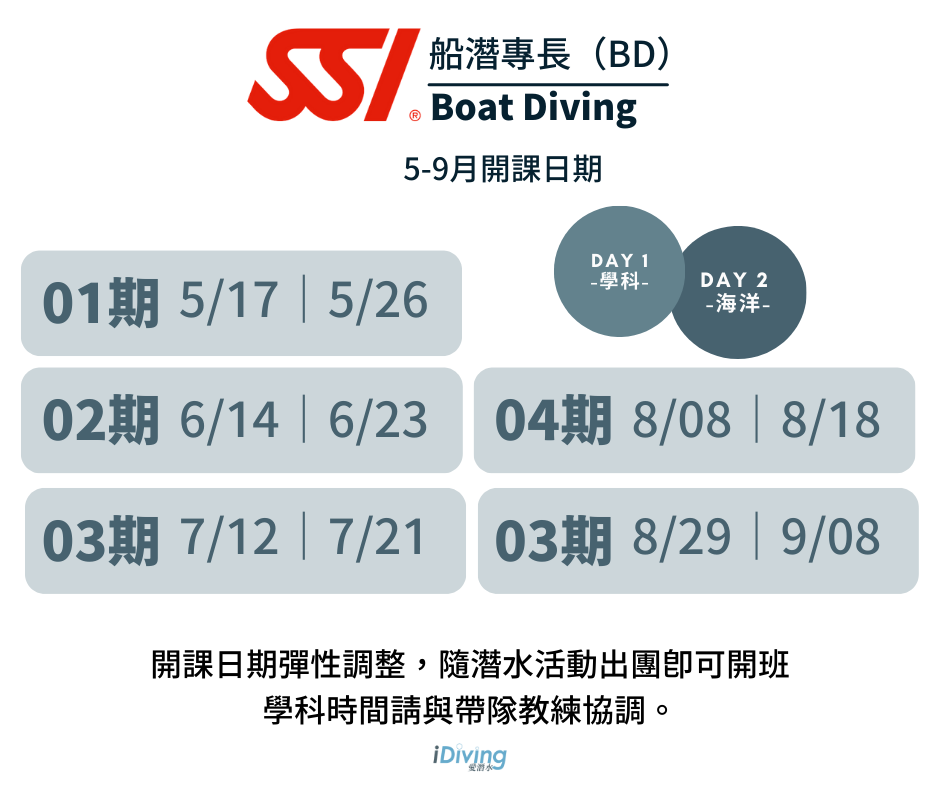 SSI®
船潛專長（BD）
Boat Diving
5-9月開課日期
DAY 1
-學科-
DAY 2
-海洋-
01期 5/17｜5/26
02期 6/14｜6/23
03期 7/12｜7/21
04期 8/08｜8/18
03期 8/29｜9/08
開課日期彈性調整，隨潛水活動出團即可開班
學科時間請與帶隊教練協調。
iDiving
愛潛水